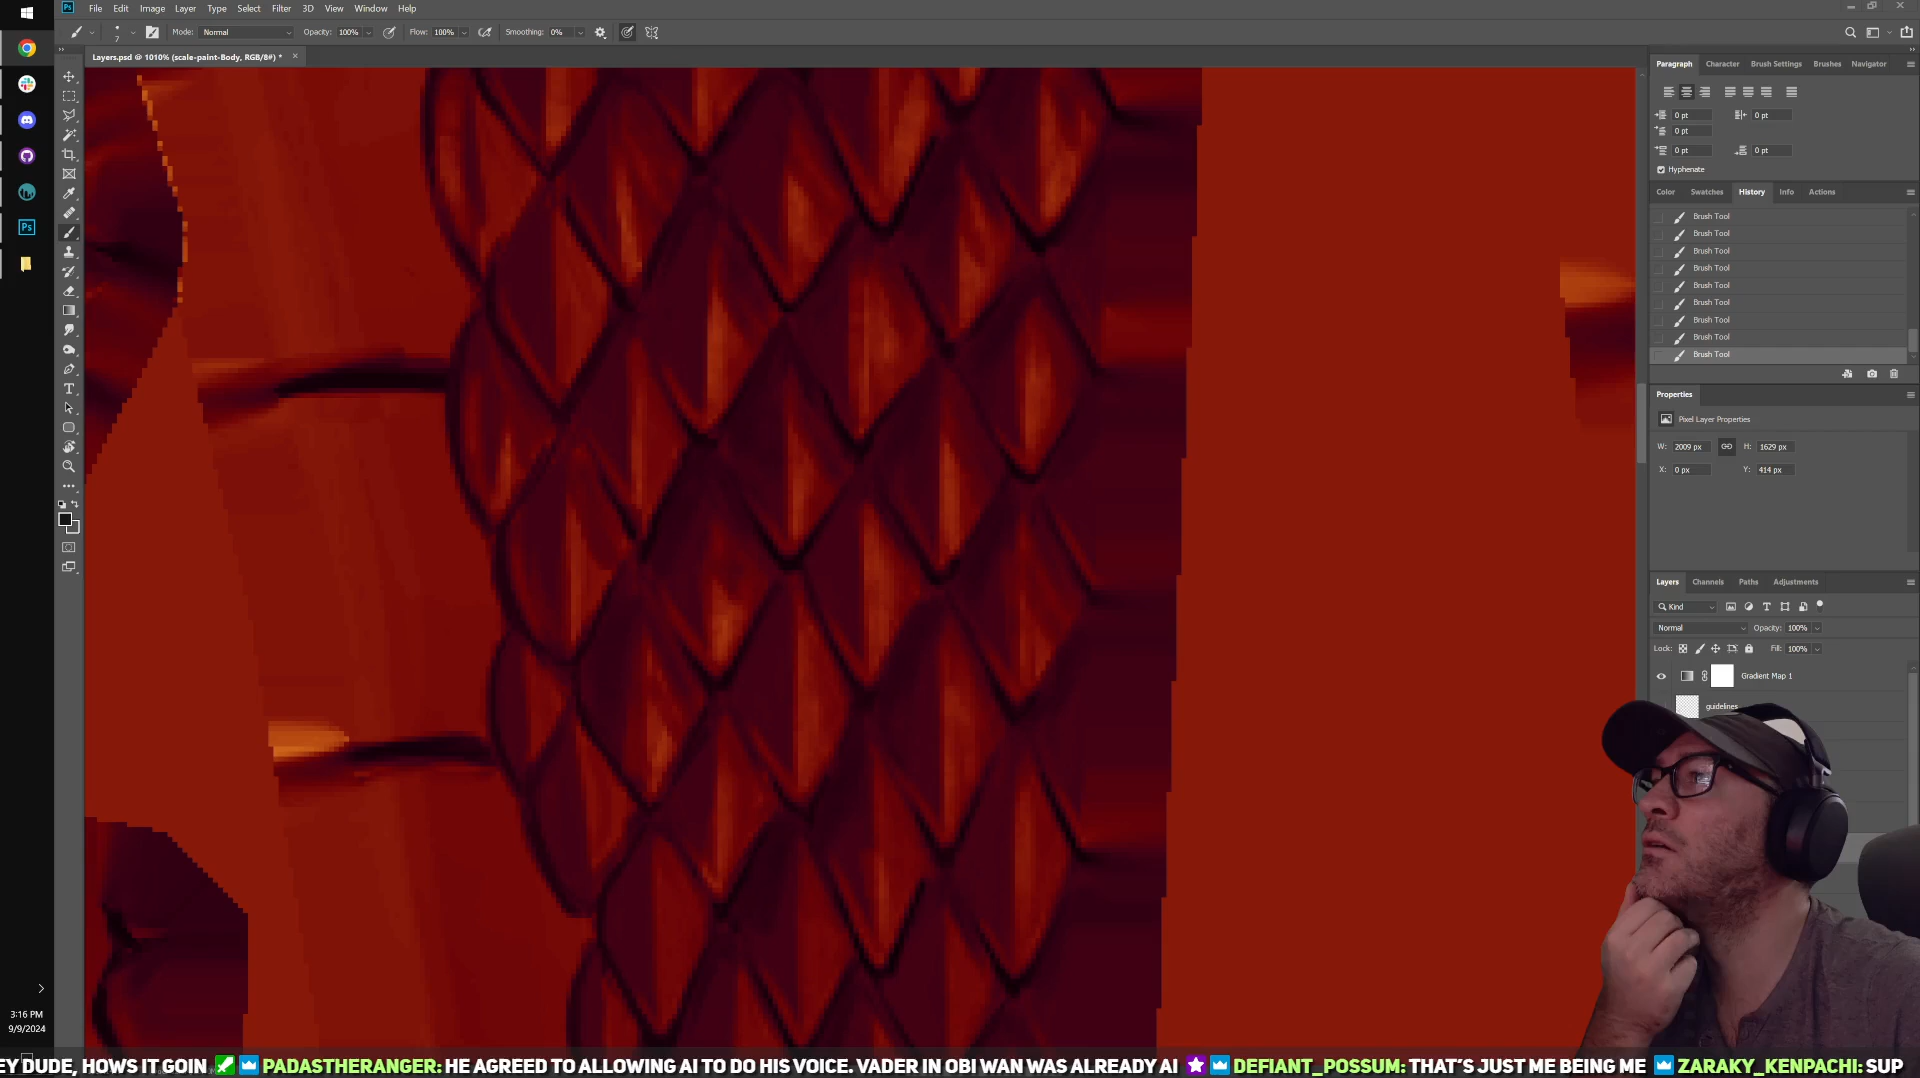 File Edit Image Layer Type Select Filter 3D View Window Help
7 Mode: Normal Opacity: 100% Flow: 100% Smoothing: 0%
Layers.psd @ 1010% (scale-paint-Body, RGB/8#) * ×
Paragraph Character Brush Settings Brushes Navigator
0 pt 0 pt
0 pt
0 pt 0 pt
Hyphenate
Color Swatches History Info Actions
Brush Tool
Brush Tool
Brush Tool
Brush Tool
Brush Tool
Brush Tool
Brush Tool
Brush Tool
Brush Tool
Properties
Pixel Layer Properties
W: 2009 px H: 1629 px
X: 0 px Y: 414 px
Layers Channels Paths Adjustments
Kind
Normal Opacity: 100%
Lock: Fill: 100%
Gradient Map 1
guidelines
3:16 PM
9/9/2024
EY DUDE, HOWS IT GOIN PADASTHERANGER: HE AGREED TO ALLOWING AI TO DO HIS VOICE. VADER IN OBI WAN WAS ALREADY AI DEFIANT_POSSUM: THAT'S JUST ME BEING ME ZARAKY_KENPACHI: SUP